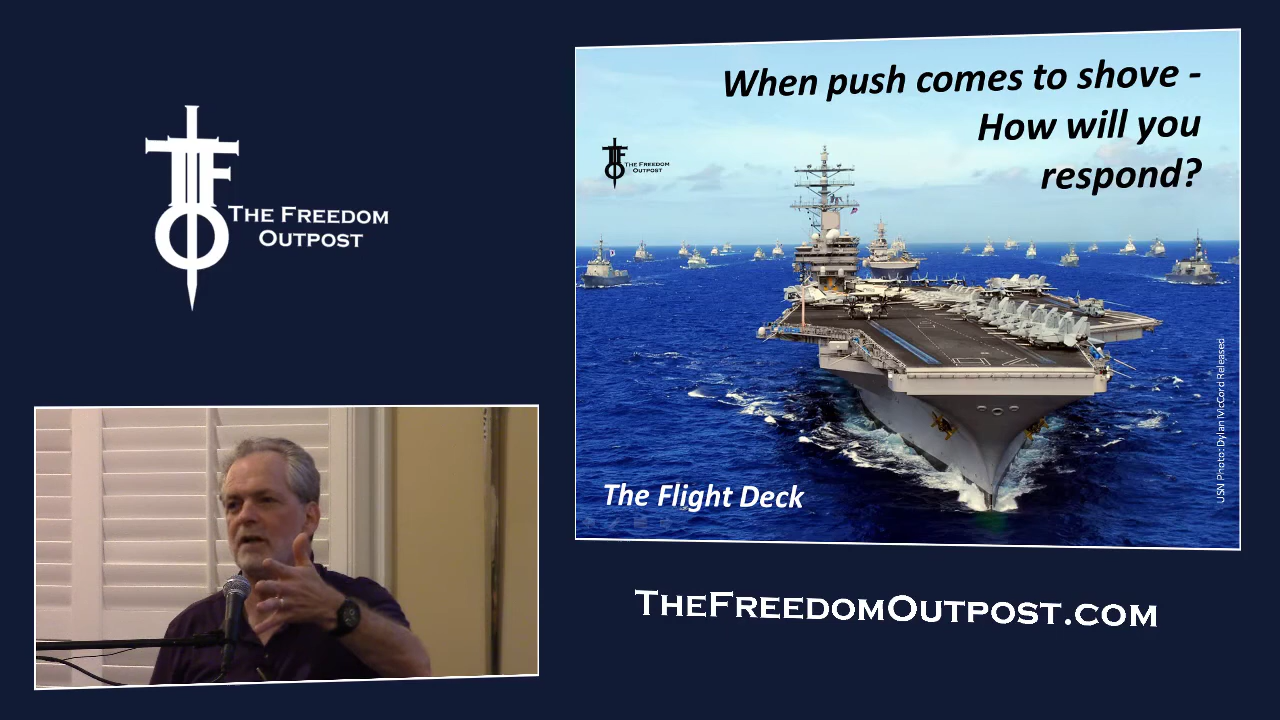 The Freedom
Outpost
When push comes to shove -
How will you
respond?
The Freedom
Outpost
The Flight Deck
USN Photo: Dylan McCord Released
TheFreedomOutpost.com